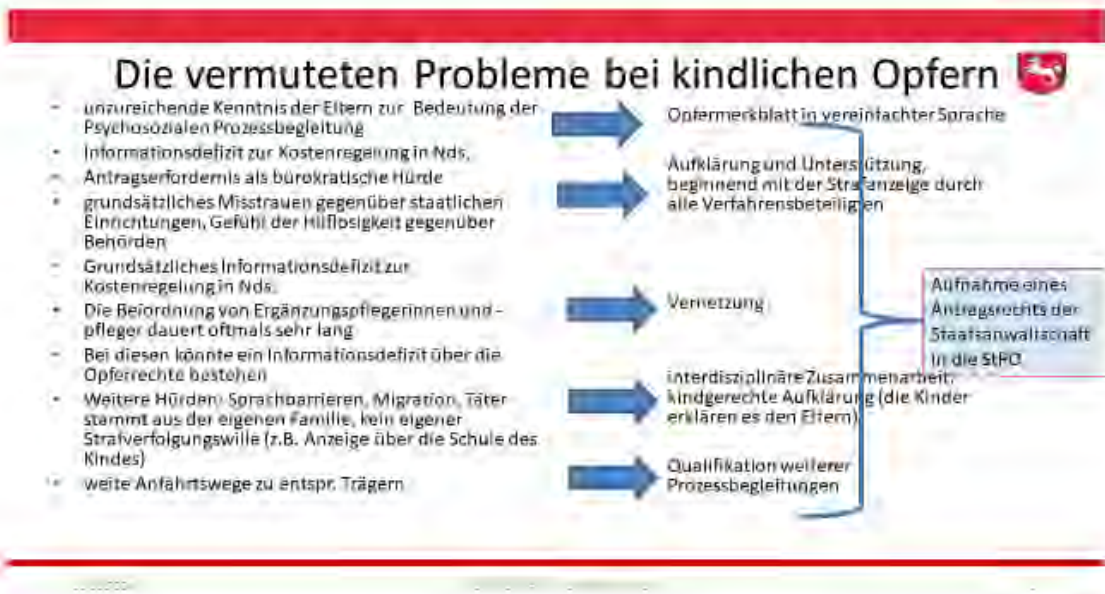 Die vermuteten Probleme bei kindlichen Opfern
- unzureichende Kenntnis der Eltern zur Bedeutung der
Psychosozialen Prozessbegleitung
- Informationsdefizit zur Kostenregelung in Nds.
- Antragserfordernis als bürokratische Hürde
- grundsätzliches Misstrauen gegenüber staatlichen
Einrichtungen, Gefühl der Hilflosigkeit gegenüber
Behörden
- Grundsätzliches Informationsdefizit zur
Kostenregelung in Nds.
- Die Beiordnung von Ergänzungspflegerinnen und -
pfleger dauert oftmals sehr lang
- Bei diesen könnte ein Informationsdefizit über die
Opferrechte bestehen
- Weitere Hürden: Sprachbarrieren, Migration, Täter
stammt aus der eigenen Familie, kein eigener
Strafverfolgungswille (z.B. Anzeige über die Schule des
Kindes)
- weite Anfahrtswege zu entspr. Trägern
Opfermerkblatt in vereinfachter Sprache
Aufklärung und Unterstützung,
beginnend mit der Strafanzeige durch
alle Verfahrensbeteiligten
Vernetzung
interdisziplinäre Zusammenarbeit,
kindgerechte Aufklärung (die Kinder
erklären es den Eltern)
Qualifikation weiterer
Prozessbegleitungen
Aufnahme eines
Antragsrechts der
Staatsanwaltschaft
in die StPO